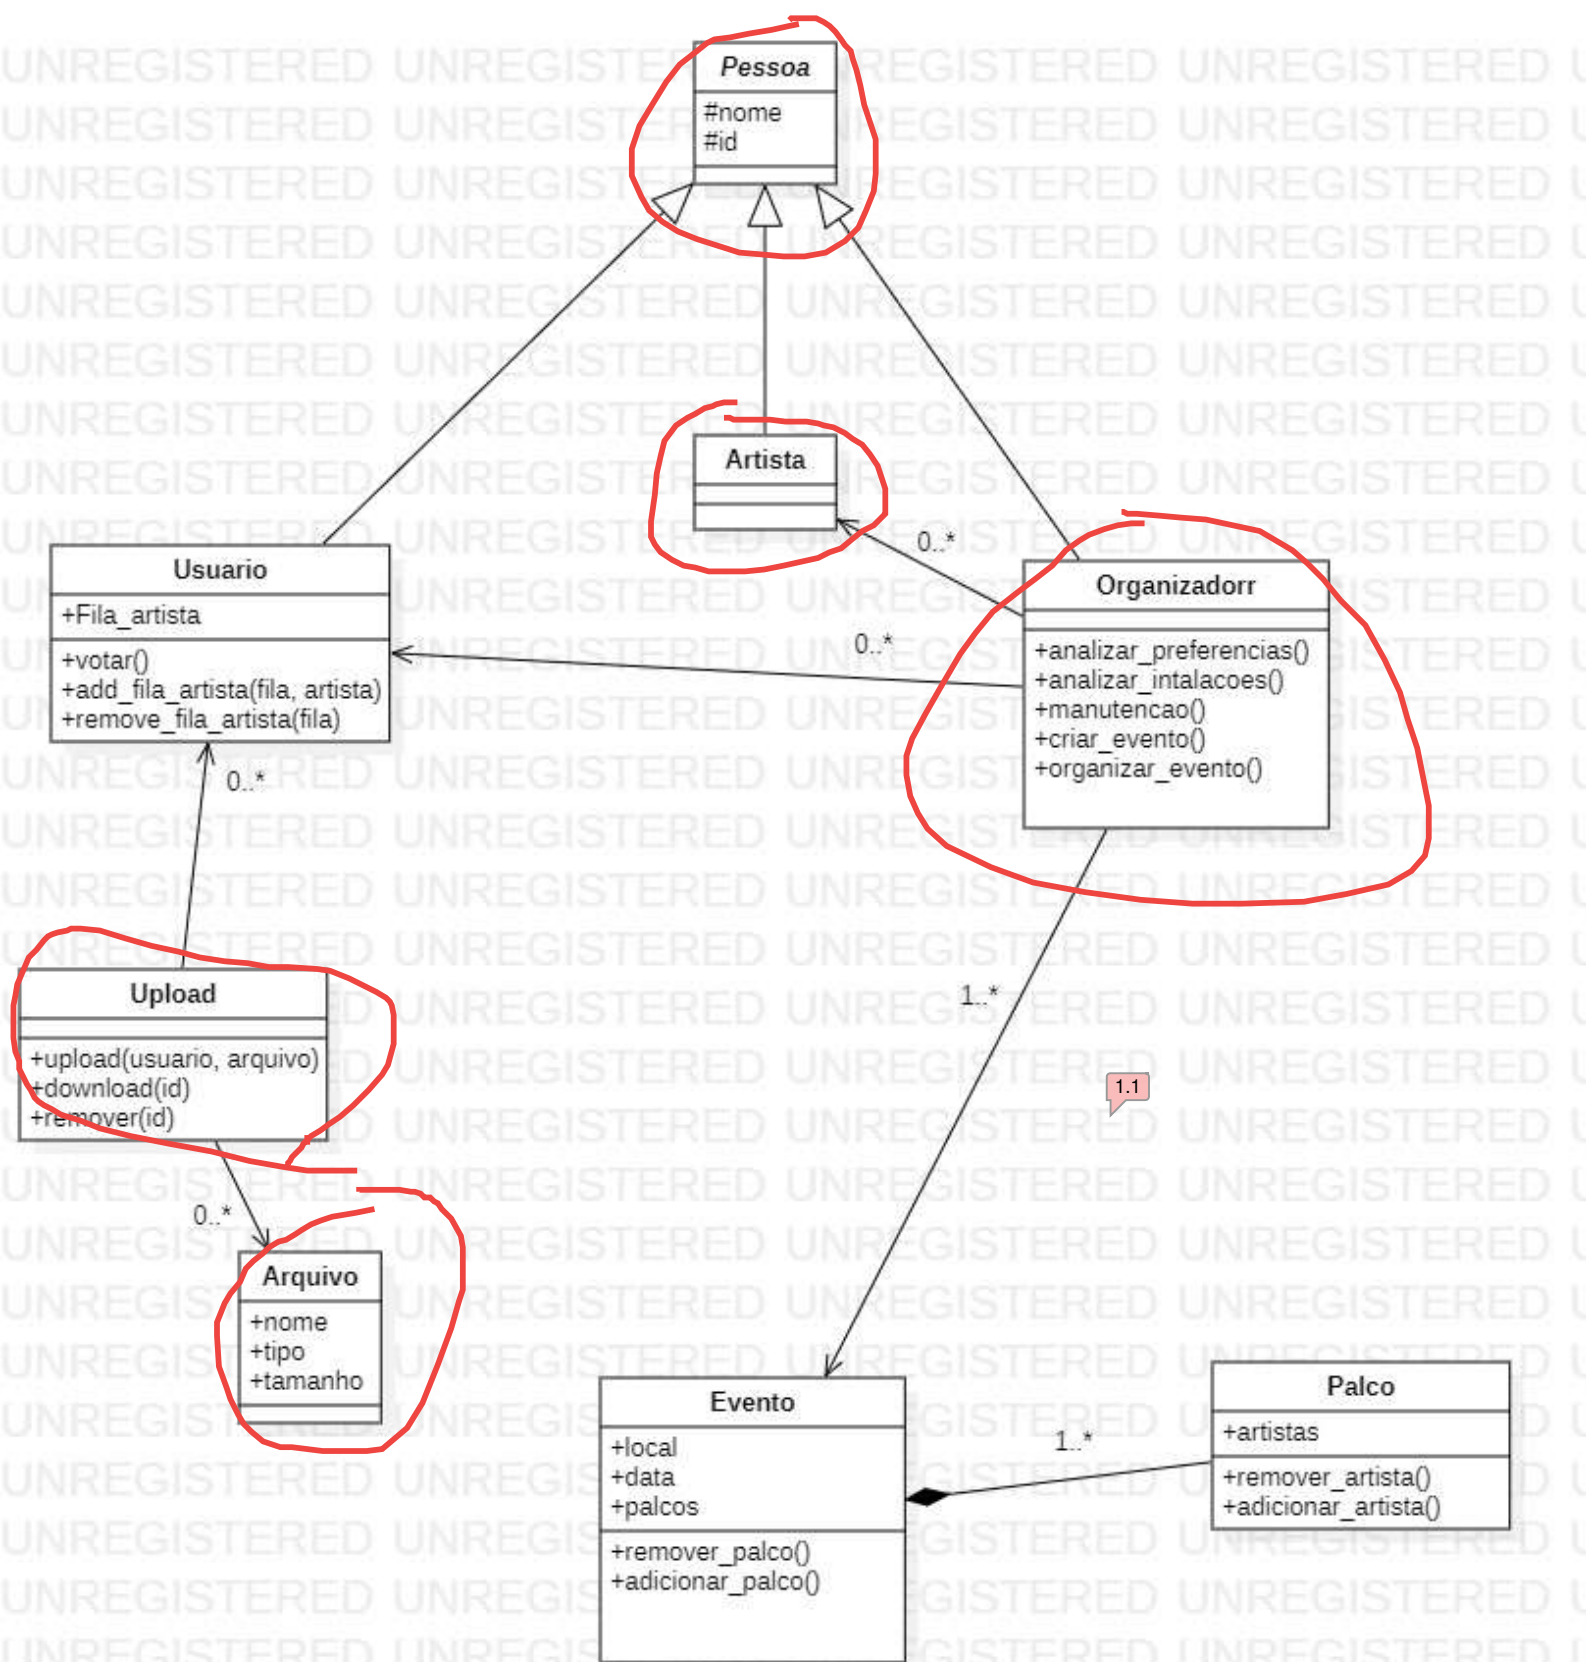 Pessoa
#nome
#id
Artista
0..*
Usuario
+Fila_artista
+votar()
+add_fila_artista(fila, artista)
+remove_fila_artista(fila)
Organizadorr
+analizar_preferencias()
+analizar_intalacoes()
+manutencao()
+criar_evento()
+organizar_evento()
0..*
0..*
Upload
+upload(usuario, arquivo)
+download(id)
+remover(id)
1..*
1.1
0..*
Arquivo
+nome
+tipo
+tamanho
Evento
+local
+data
+palcos
+remover_palco()
+adicionar_palco()
1..*
Palco
+artistas
+remover_artista()
+adicionar_artista()
UNREGISTERED